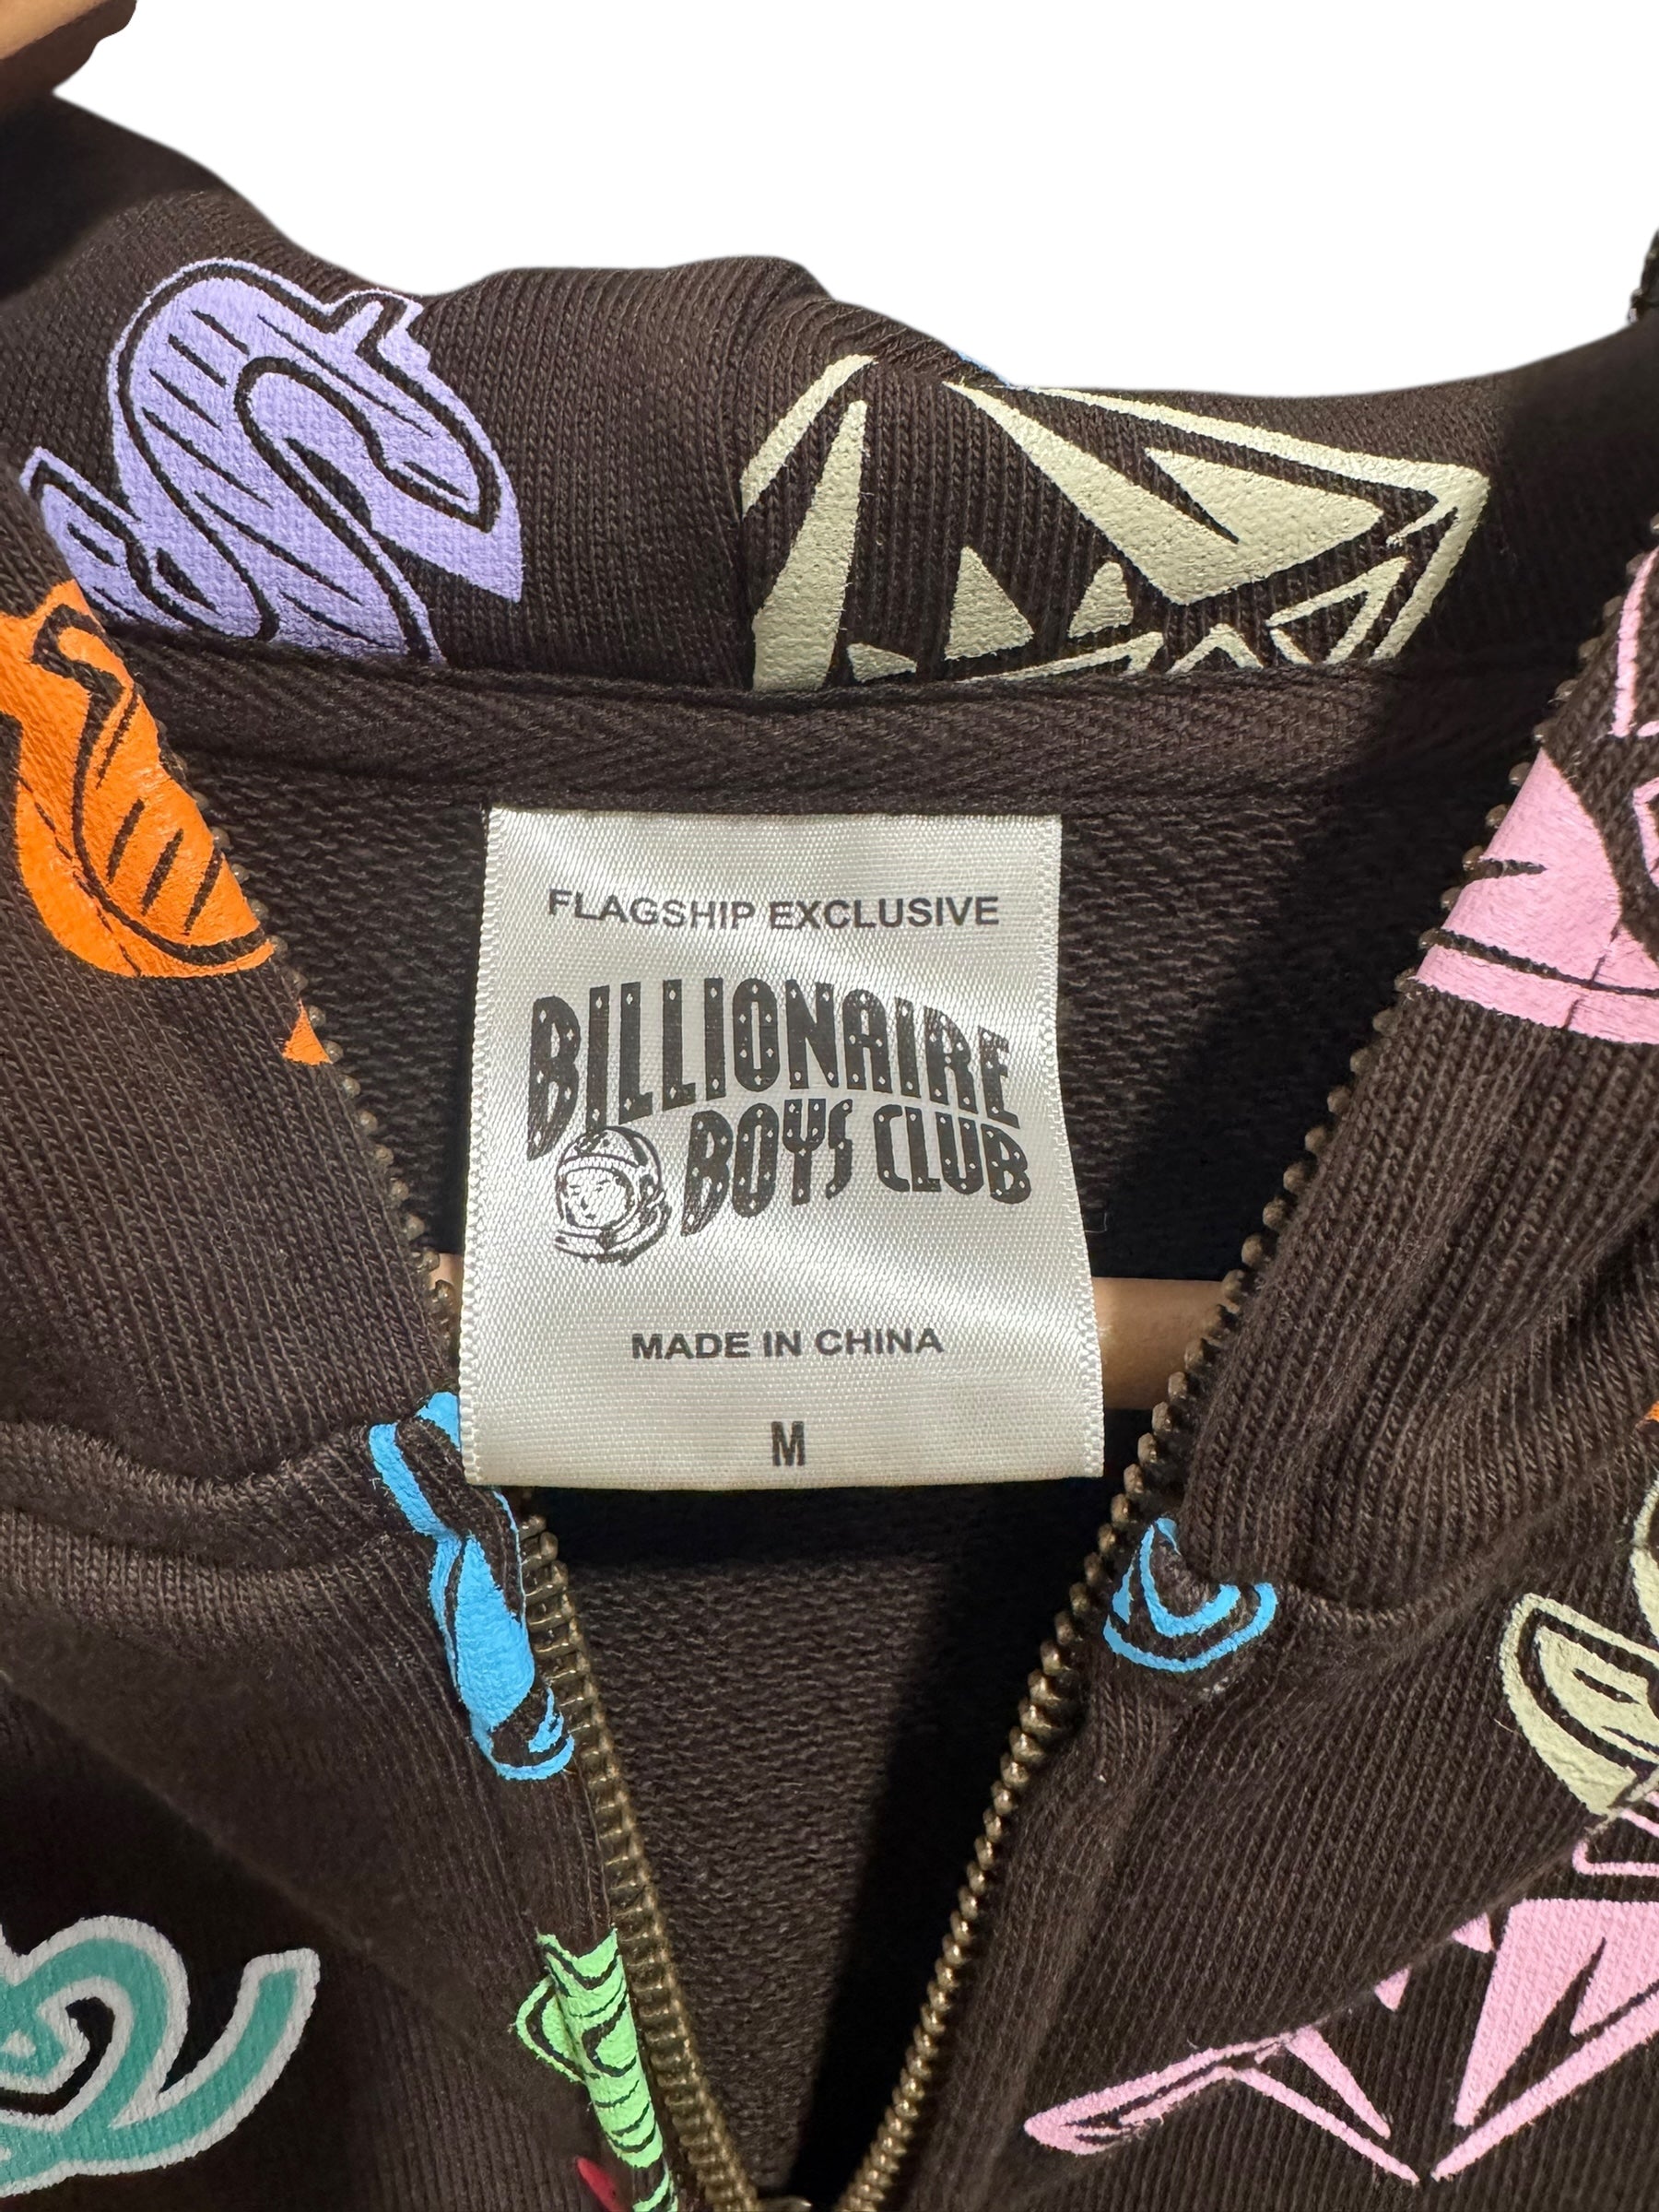 FLAGSHIP EXCLUSIVE
BILLIONAIRE
BOYS CLUB
MADE IN CHINA
M